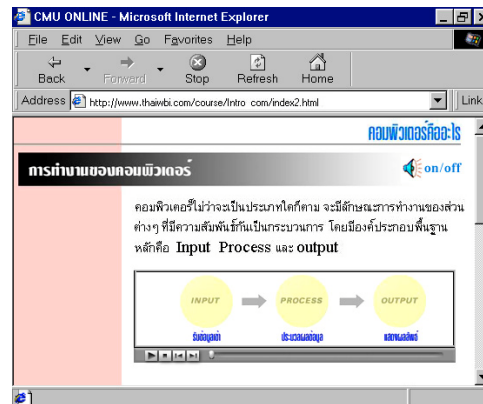 CMU ONLINE - Microsoft Internet Explorer
File Edit View Go Favorites Help
Back Forward Stop Refresh Home
Address http://www.thaiwbi.com/course/Intro com/index2.html Link
คอมพิวเตอร์คืออะไร
การทำงานของคอมพิวเตอร์ on/off
คอมพิวเตอร์ไม่ว่าจะเป็นประเภทใดก็ตาม จะมีลักษณะการทำงานของส่วน
ต่างๆ ที่มีความสัมพันธ์กันเป็นกระบวนการ โดยมีองค์ประกอบพื้นฐาน
หลักคือ Input Process และ output
INPUT PROCESS OUTPUT
รับข้อมูลเข้า ประมวลผลข้อมูล แสดงผลลัพธ์